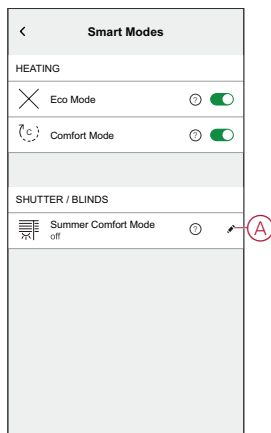 Smart Modes
HEATING
Eco Mode ?
C Comfort Mode ?
SHUTTER / BLINDS
Summer Comfort Mode ?
off
A